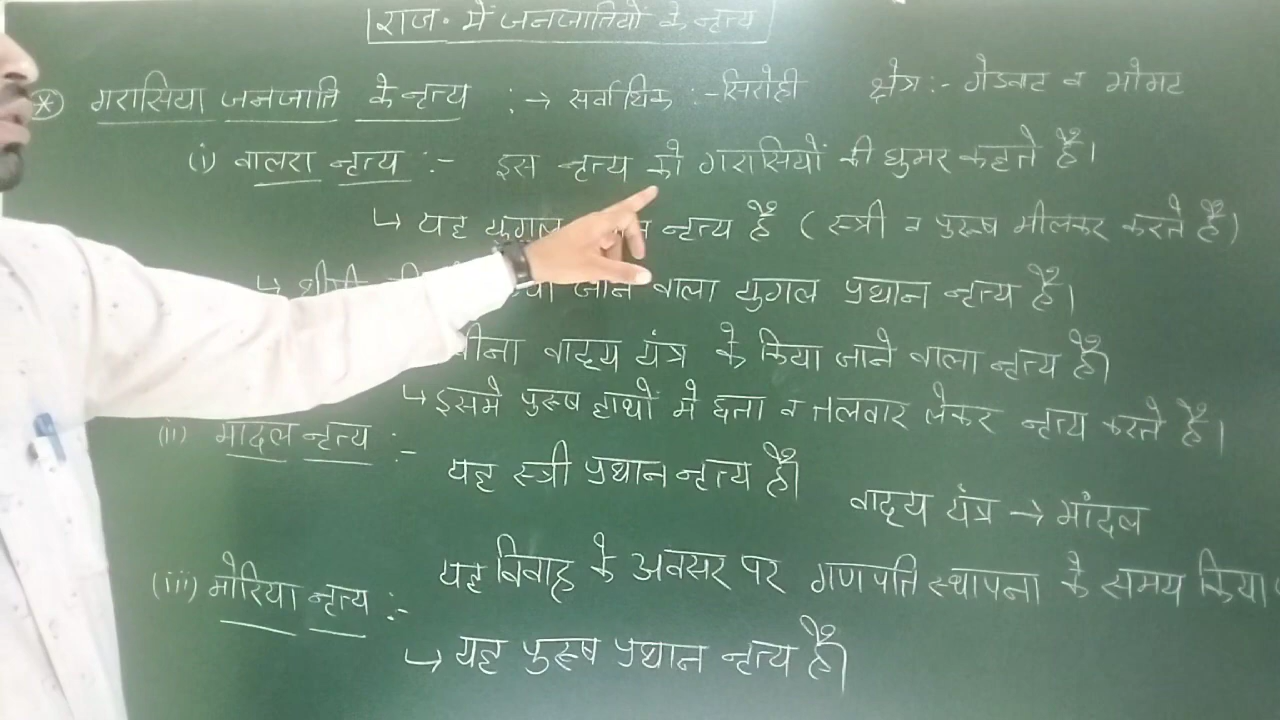 राज. में जनजातियों के नृत्य
गरासिया जनजाति के नृत्य :→ सर्वाधिक :- सिरोही क्षेत्र :- गोडवाट व भोमट
(i) वालरा नृत्य :- इस नृत्य को गरासियों की घुमर कहते हैं।
↳ यह युगल नृत्य हैं (स्त्री व पुरूष मीलकर करते हैं)
↳ जाने वाला युगल प्रधान नृत्य हैं।
बीना वाद्य यंत्र के किया जाने वाला नृत्य हैं।
↳ इसमे पुरूष हाथों मे छता व तलवार लेकर नृत्य करते हैं।
(ii) मादल नृत्य :- यह स्त्री प्रधान नृत्य हैं।
वाद्य यंत्र → मांदल
(iii) मोरिया नृत्य :- यह विवाह के अवसर पर गणपति स्थापना के समय किया
↳ यह पुरूष प्रधान नृत्य हैं।